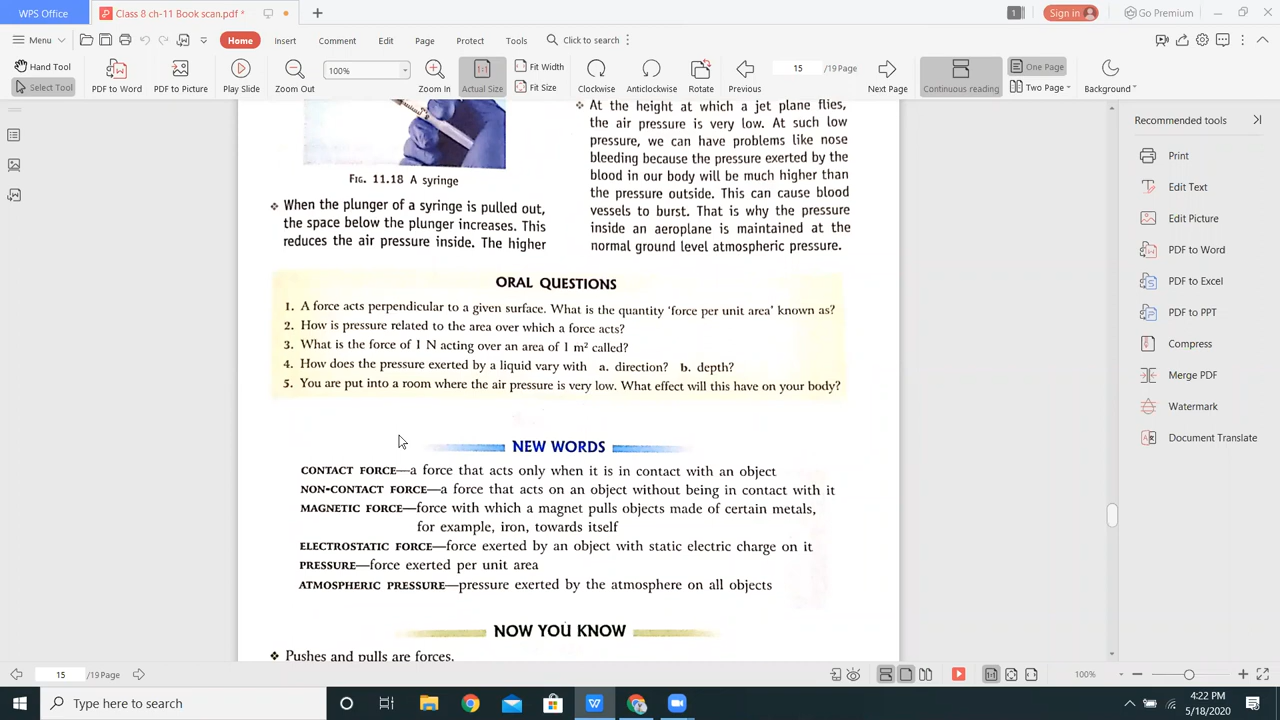 WPS Office
Class 8 ch-11 Book scan.pdf *
+
1
Sign in
Go Premium
Menu
Home
Insert
Comment
Edit
Page
Protect
Tools
Click to search
Hand Tool
Select Tool
PDF to Word
PDF to Picture
Play Slide
Zoom Out
100%
Zoom In
1:1
Actual Size
Fit Width
Fit Size
Clockwise
Anticlockwise
Rotate
Previous
15
/19Page
Next Page
Continuous reading
One Page
Two Page
Background
Recommended tools
Print
Edit Text
Edit Picture
PDF to Word
PDF to Excel
PDF to PPT
Compress
Merge PDF
Watermark
Document Translate
FIG. 11.18 A syringe
❖ When the plunger of a syringe is pulled out,
the space below the plunger increases. This
reduces the air pressure inside. The higher
❖ At the height at which a jet plane flies,
the air pressure is very low. At such low
pressure, we can have problems like nose
bleeding because the pressure exerted by the
blood in our body will be much higher than
the pressure outside. This can cause blood
vessels to burst. That is why the pressure
inside an aeroplane is maintained at the
normal ground level atmospheric pressure.
ORAL QUESTIONS
1. A force acts perpendicular to a given surface. What is the quantity 'force per unit area' known as?
2. How is pressure related to the area over which a force acts?
3. What is the force of 1 N acting over an area of 1 m² called?
4. How does the pressure exerted by a liquid vary with a. direction? b. depth?
5. You are put into a room where the air pressure is very low. What effect will this have on your body?
NEW WORDS
CONTACT FORCE—a force that acts only when it is in contact with an object
NON-CONTACT FORCE—a force that acts on an object without being in contact with it
MAGNETIC FORCE—force with which a magnet pulls objects made of certain metals,
for example, iron, towards itself
ELECTROSTATIC FORCE—force exerted by an object with static electric charge on it
PRESSURE—force exerted per unit area
ATMOSPHERIC PRESSURE—pressure exerted by the atmosphere on all objects
NOW YOU KNOW
❖ Pushes and pulls are forces.
15
/19Page
100%
Type here to search
4:22 PM
5/18/2020